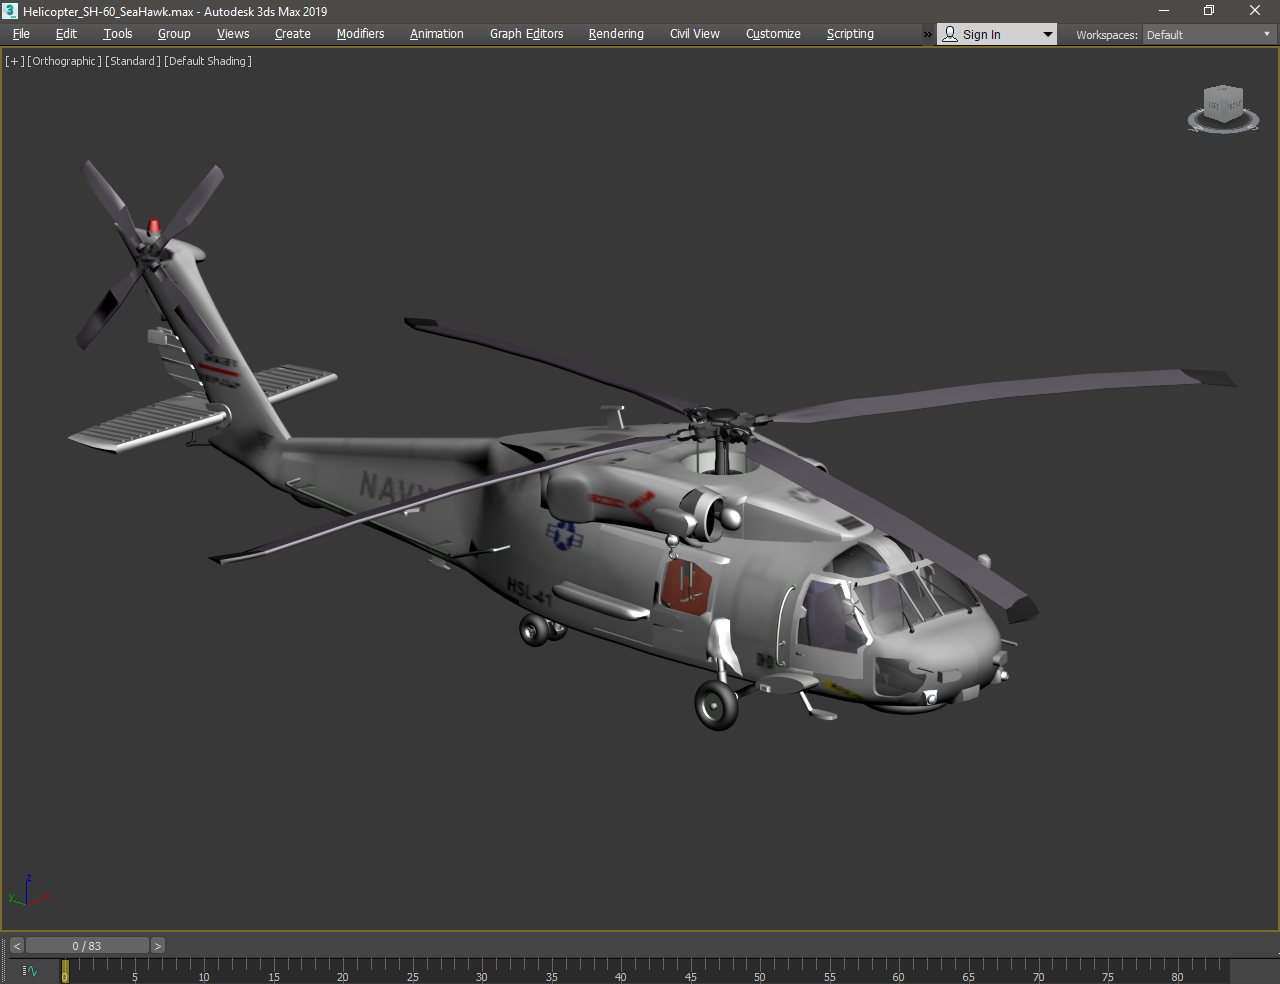 Helicopter_SH-60_SeaHawk.max - Autodesk 3ds Max 2019
File Edit Tools Group Views Create Modifiers Animation Graph Editors Rendering Civil View Customize Scripting » Sign In Workspaces: Default
[+] [Orthographic] [Standard] [Default Shading]
LEFT
NAVY
HSL-41
z
y
< 0 / 83 >
0 5 10 15 20 25 30 35 40 45 50 55 60 65 70 75 80